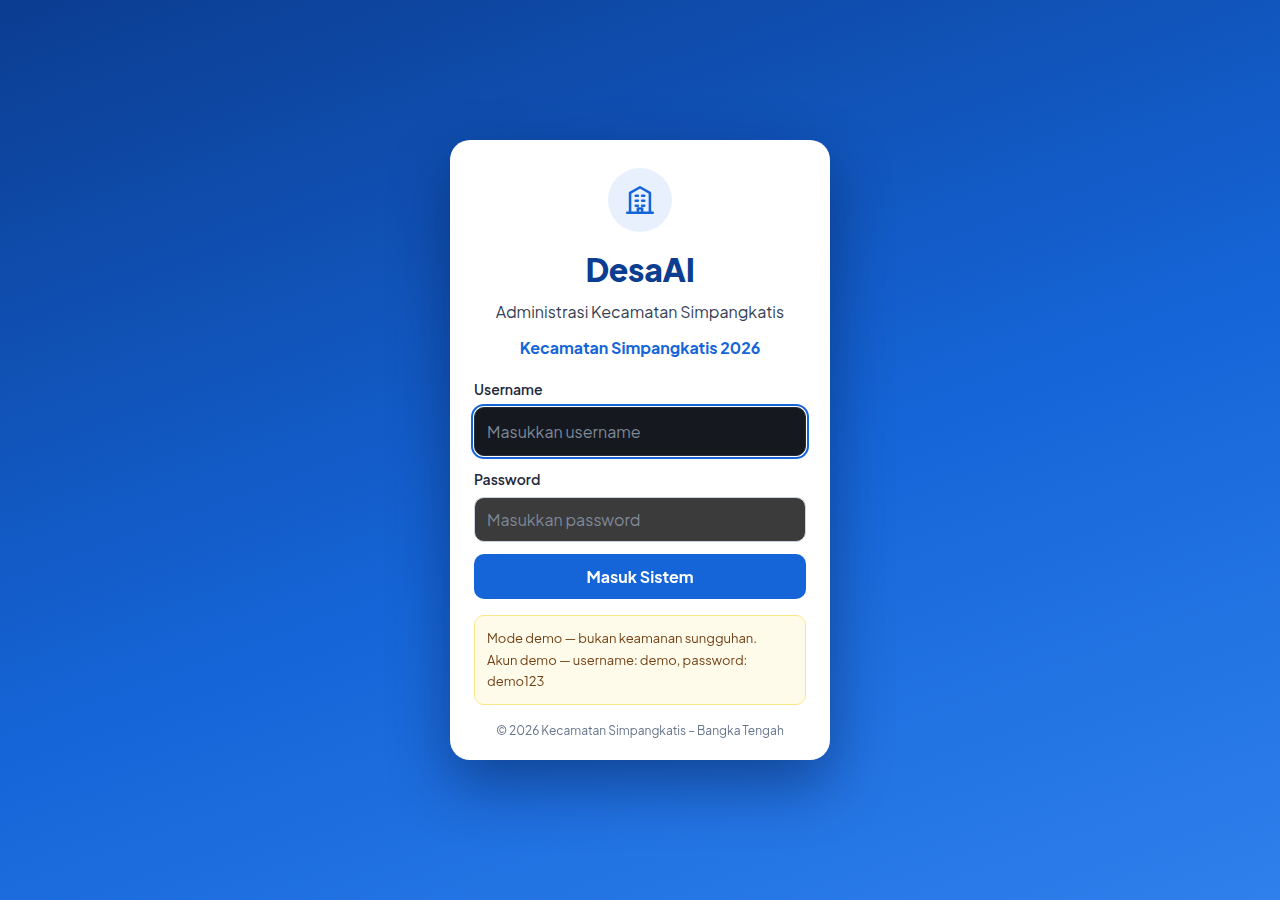 DesaAI
Administrasi Kecamatan Simpangkatis
Kecamatan Simpangkatis 2026
Username
Masukkan username
Password
Masukkan password
Masuk Sistem
Mode demo — bukan keamanan sungguhan.
Akun demo — username: demo, password:
demo123
© 2026 Kecamatan Simpangkatis – Bangka Tengah